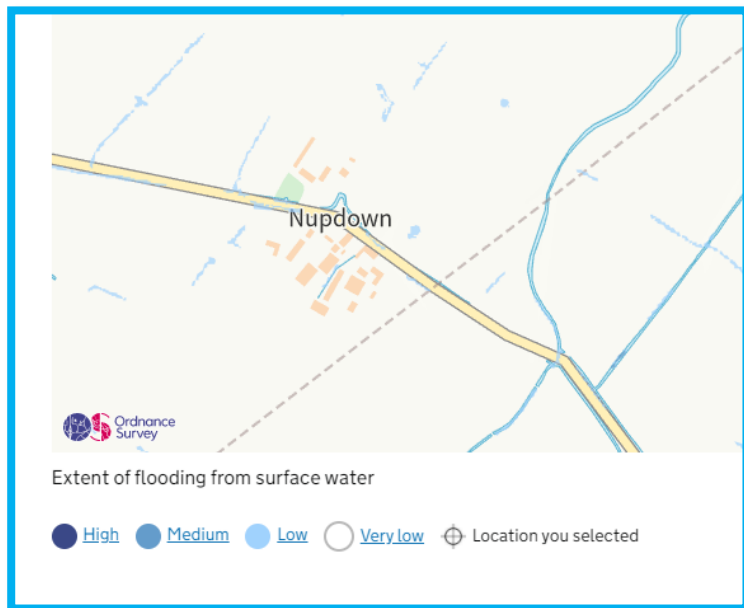 Nupdown
Ordnance
Survey
Extent of flooding from surface water
High Medium Low Very low Location you selected